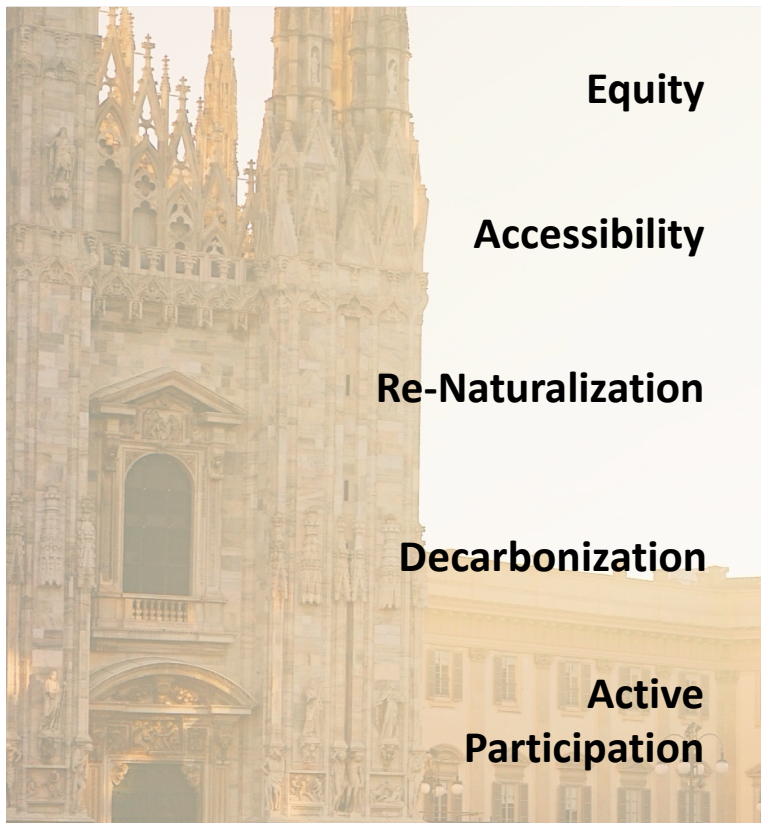 Equity
Accessibility
Re-Naturalization
Decarbonization
Active
Participation